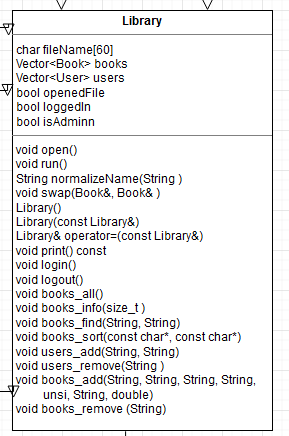 Library
char fileName[60]
Vector<Book> books
Vector<User> users
bool openedFile
bool loggedIn
bool isAdminn
void open()
void run()
String normalizeName(String )
void swap(Book&, Book& )
Library()
Library(const Library&)
Library& operator=(const Library&)
void print() const
void login()
void logout()
void books_all()
void books_info(size_t )
void books_find(String, String)
void books_sort(const char*, const char*)
void users_add(String, String)
void users_remove(String )
void books_add(String, String, String, String,
unsi, String, double)
void books_remove (String)